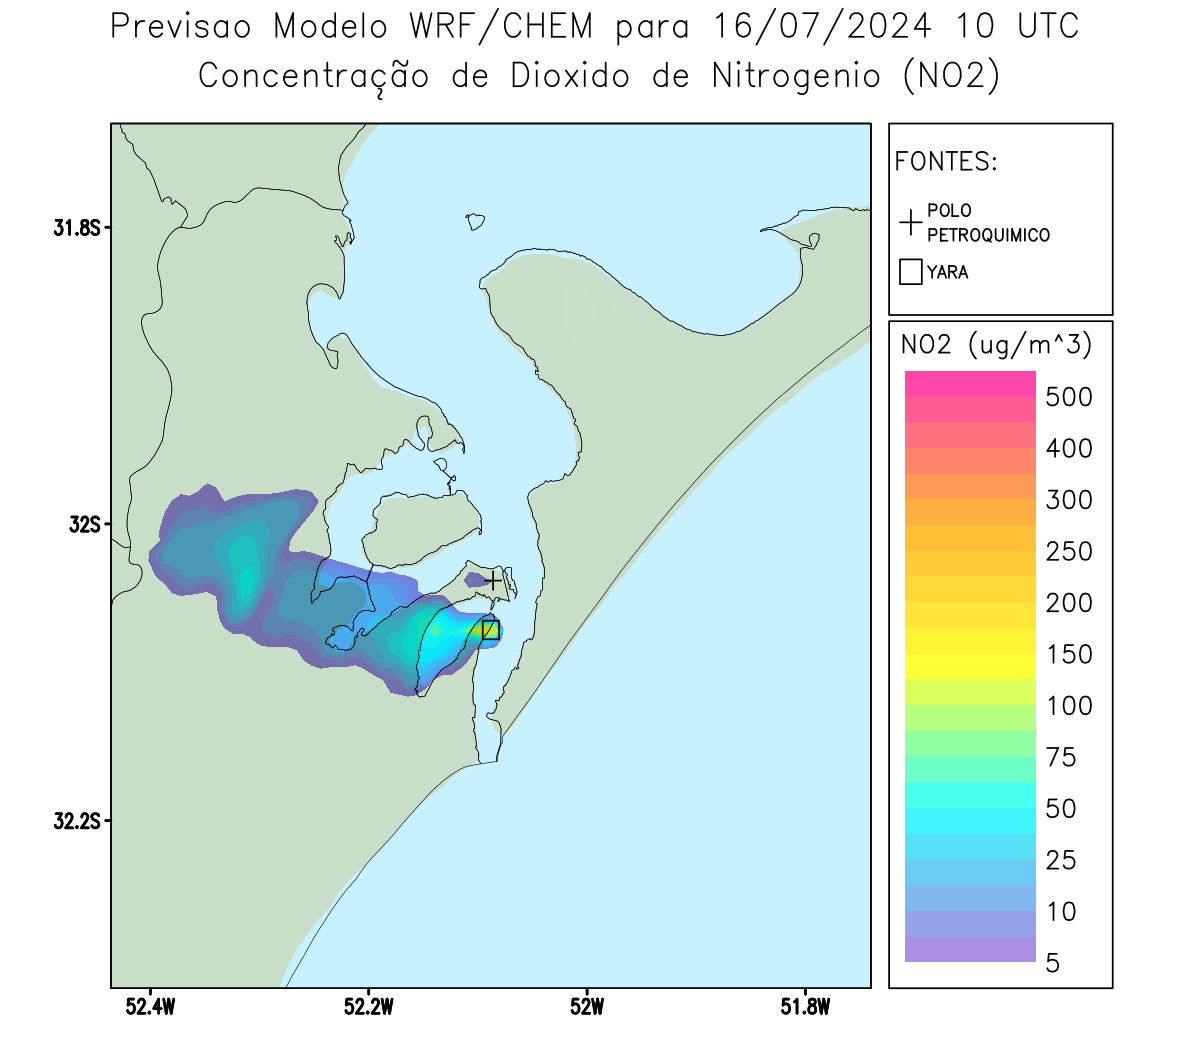 Previsao Modelo WRF/CHEM para 16/07/2024 10 UTC
Concentração de Dioxido de Nitrogenio (NO2)
FONTES:
POLO
PETROQUIMICO
YARA
NO2 (ug/m^3)
500
400
300
250
200
150
100
75
50
25
10
5
31.8S
32S
32.2S
52.4W
52.2W
52W
51.8W